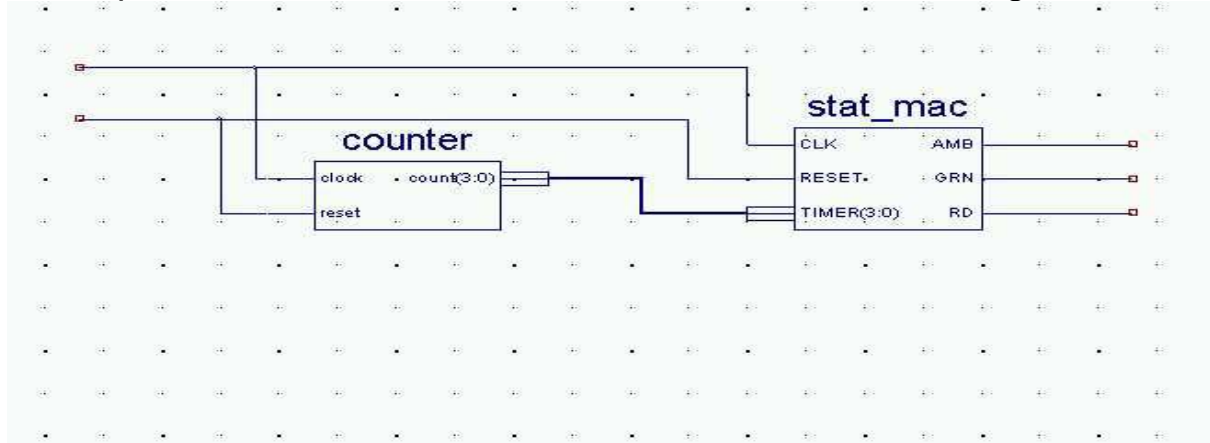 stat_mac
counter
CLK AMB
clock count(3:0) RESET GRN
reset TIMER(3:0) RD